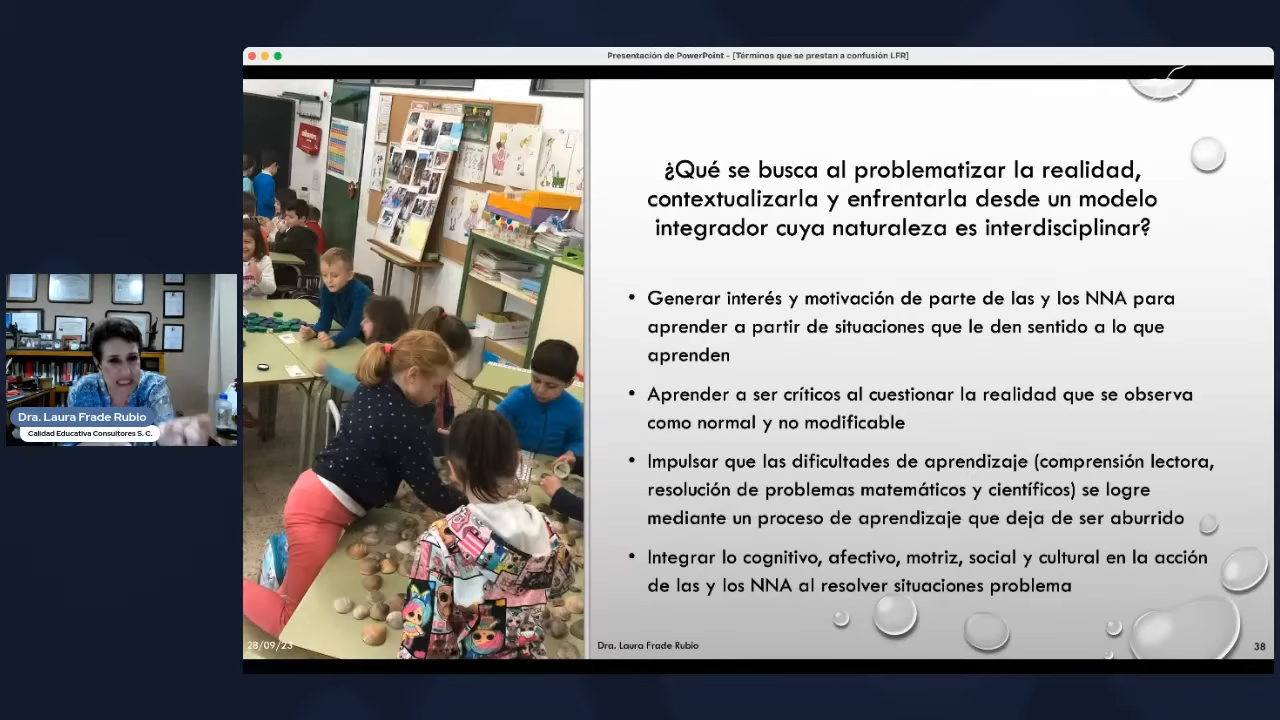 Presentación de PowerPoint - [Términos que se prestan a confusión LFR]
¿Qué se busca al problematizar la realidad,
contextualizarla y enfrentarla desde un modelo
integrador cuya naturaleza es interdisciplinar?
• Generar interés y motivación de parte de las y los NNA para
aprender a partir de situaciones que le den sentido a lo que
aprenden
• Aprender a ser críticos al cuestionar la realidad que se observa
como normal y no modificable
• Impulsar que las dificultades de aprendizaje (comprensión lectora,
resolución de problemas matemáticos y científicos) se logre
mediante un proceso de aprendizaje que deja de ser aburrido
• Integrar lo cognitivo, afectivo, motriz, social y cultural en la acción
de las y los NNA al resolver situaciones problema
28/09/23
Dra. Laura Frade Rubio
38
Dra. Laura Frade Rubio
Calidad Educativa Consultores S. C.